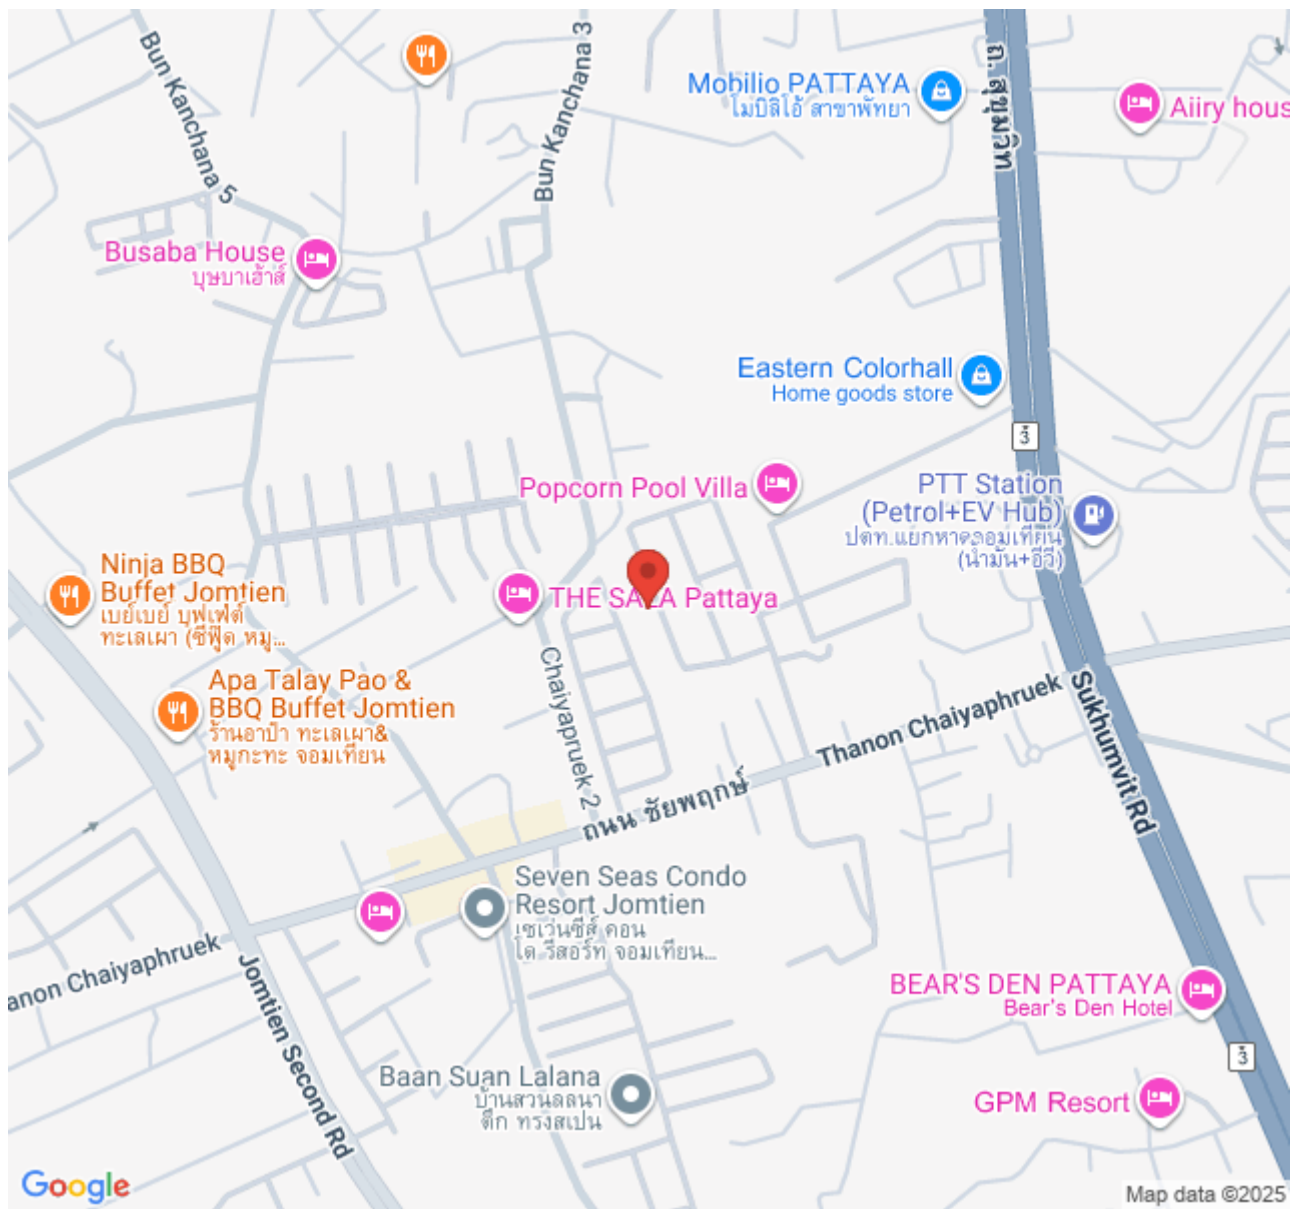 Bun Kanchana 5
Bun Kanchana 3
Mobilio PATTAYA
โมบิลิโอ้ สาขาพัทยา
ถ. สุขุมวิท
Aiiry hous
Busaba House
บุษบาเฮ้าส์
Eastern Colorhall
Home goods store
3
Popcorn Pool Villa
PTT Station
(Petrol+EV Hub)
ปตท.แยกหาดจอมเทียน
(น้ำมัน+อีวี)
Ninja BBQ
Buffet Jomtien
เบย์เบย์ บุฟเฟ่ต์
ทะเลเผา (ซีฟู๊ด หมู...
THE SALA Pattaya
Apa Talay Pao &
BBQ Buffet Jomtien
ร้านอาป๋า ทะเลเผา&
หมูกะทะ จอมเทียน
Chaiyapruek 2
Thanon Chaiyaphruek
Sukhumvit Rd
ถนน ชัยพฤกษ์
Seven Seas Condo
Resort Jomtien
เซเว่นซีส์ คอน
โด รีสอร์ท จอมเทียน...
anon Chaiyaphruek
Jomtien Second Rd
BEAR'S DEN PATTAYA
Bear's Den Hotel
3
Baan Suan Lalana
บ้านสวนลลนา
ตึก ทรงสเปน
GPM Resort
Google
Map data ©2025